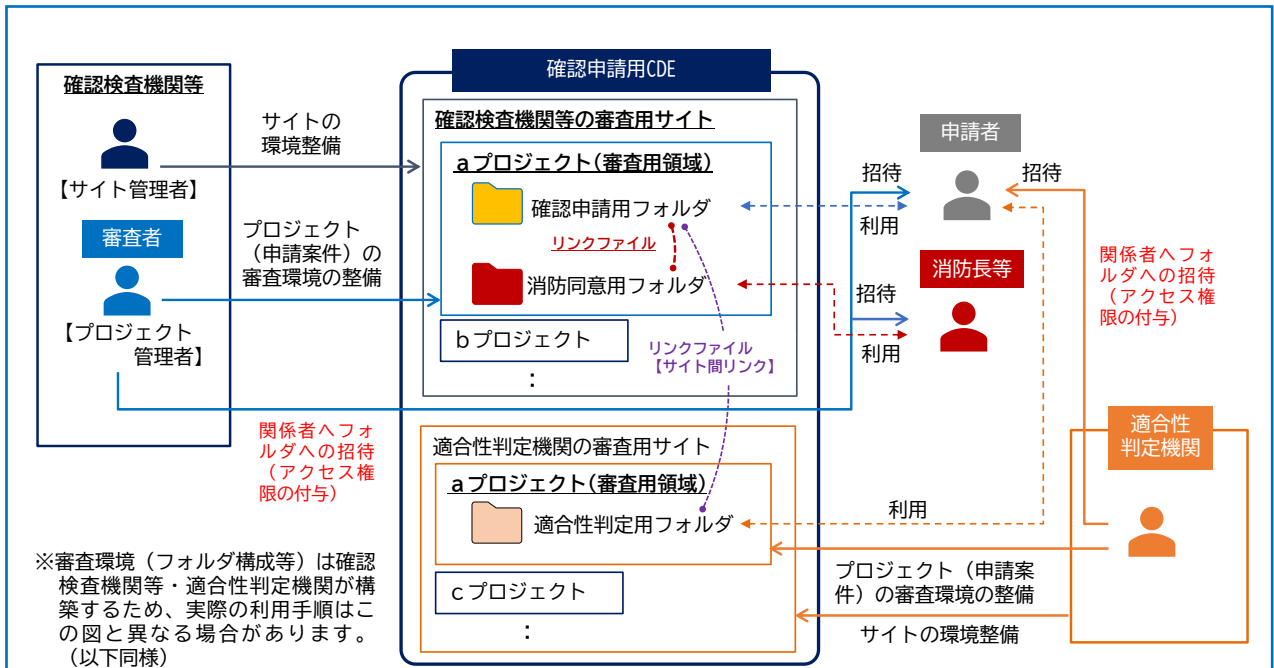 確認申請用CDE
確認検査機関等
【サイト管理者】
審査者
【プロジェクト
管理者】
サイトの
環境整備
プロジェクト
（申請案件）の
審査環境の整備
確認検査機関等の審査用サイト
aプロジェクト(審査用領域)
確認申請用フォルダ
リンクファイル
消防同意用フォルダ
bプロジェクト
：
リンクファイル
【サイト間リンク】
申請者
招待
招待
利用
消防長等
招待
利用
関係者へフォ
ルダへの招待
（アクセス権
限の付与）
関係者へフォ
ルダへの招待
（アクセス権
限の付与）
適合性判定機関の審査用サイト
aプロジェクト(審査用領域)
適合性判定用フォルダ
cプロジェクト
：
適合性
判定機関
利用
プロジェクト（申請案
件）の審査環境の整備
サイトの環境整備
※審査環境（フォルダ構成等）は確認
検査機関等・適合性判定機関が構
築するため、実際の利用手順はこ
の図と異なる場合があります。
（以下同様）